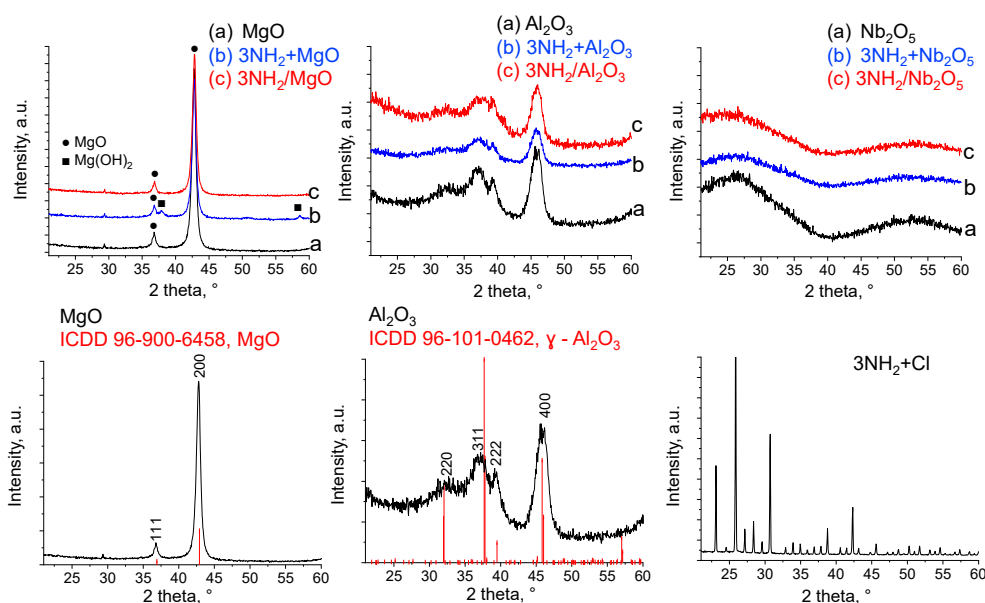 (a) MgO
(b) 3NH₂+MgO
(c) 3NH₂/MgO
MgO
Mg(OH)₂
c
b
a
Intensity, a.u.
25 30 35 40 45 50 55 60
2 theta, °
(a) Al₂O₃
(b) 3NH₂+Al₂O₃
(c) 3NH₂/Al₂O₃
c
b
a
Intensity, a.u.
25 30 35 40 45 50 55 60
2 theta, °
(a) Nb₂O₅
(b) 3NH₂+Nb₂O₅
(c) 3NH₂/Nb₂O₅
c
b
a
Intensity, a.u.
25 30 35 40 45 50 55 60
2 theta, °
MgO
ICDD 96-900-6458, MgO
200
111
Intensity, a.u.
25 30 35 40 45 50 55 60
2 theta, °
Al₂O₃
ICDD 96-101-0462, ɣ - Al₂O₃
220
311
222
400
Intensity, a.u.
25 30 35 40 45 50 55 60
2 theta, °
3NH₂+Cl
Intensity, a.u.
25 30 35 40 45 50 55 60
2 theta, °